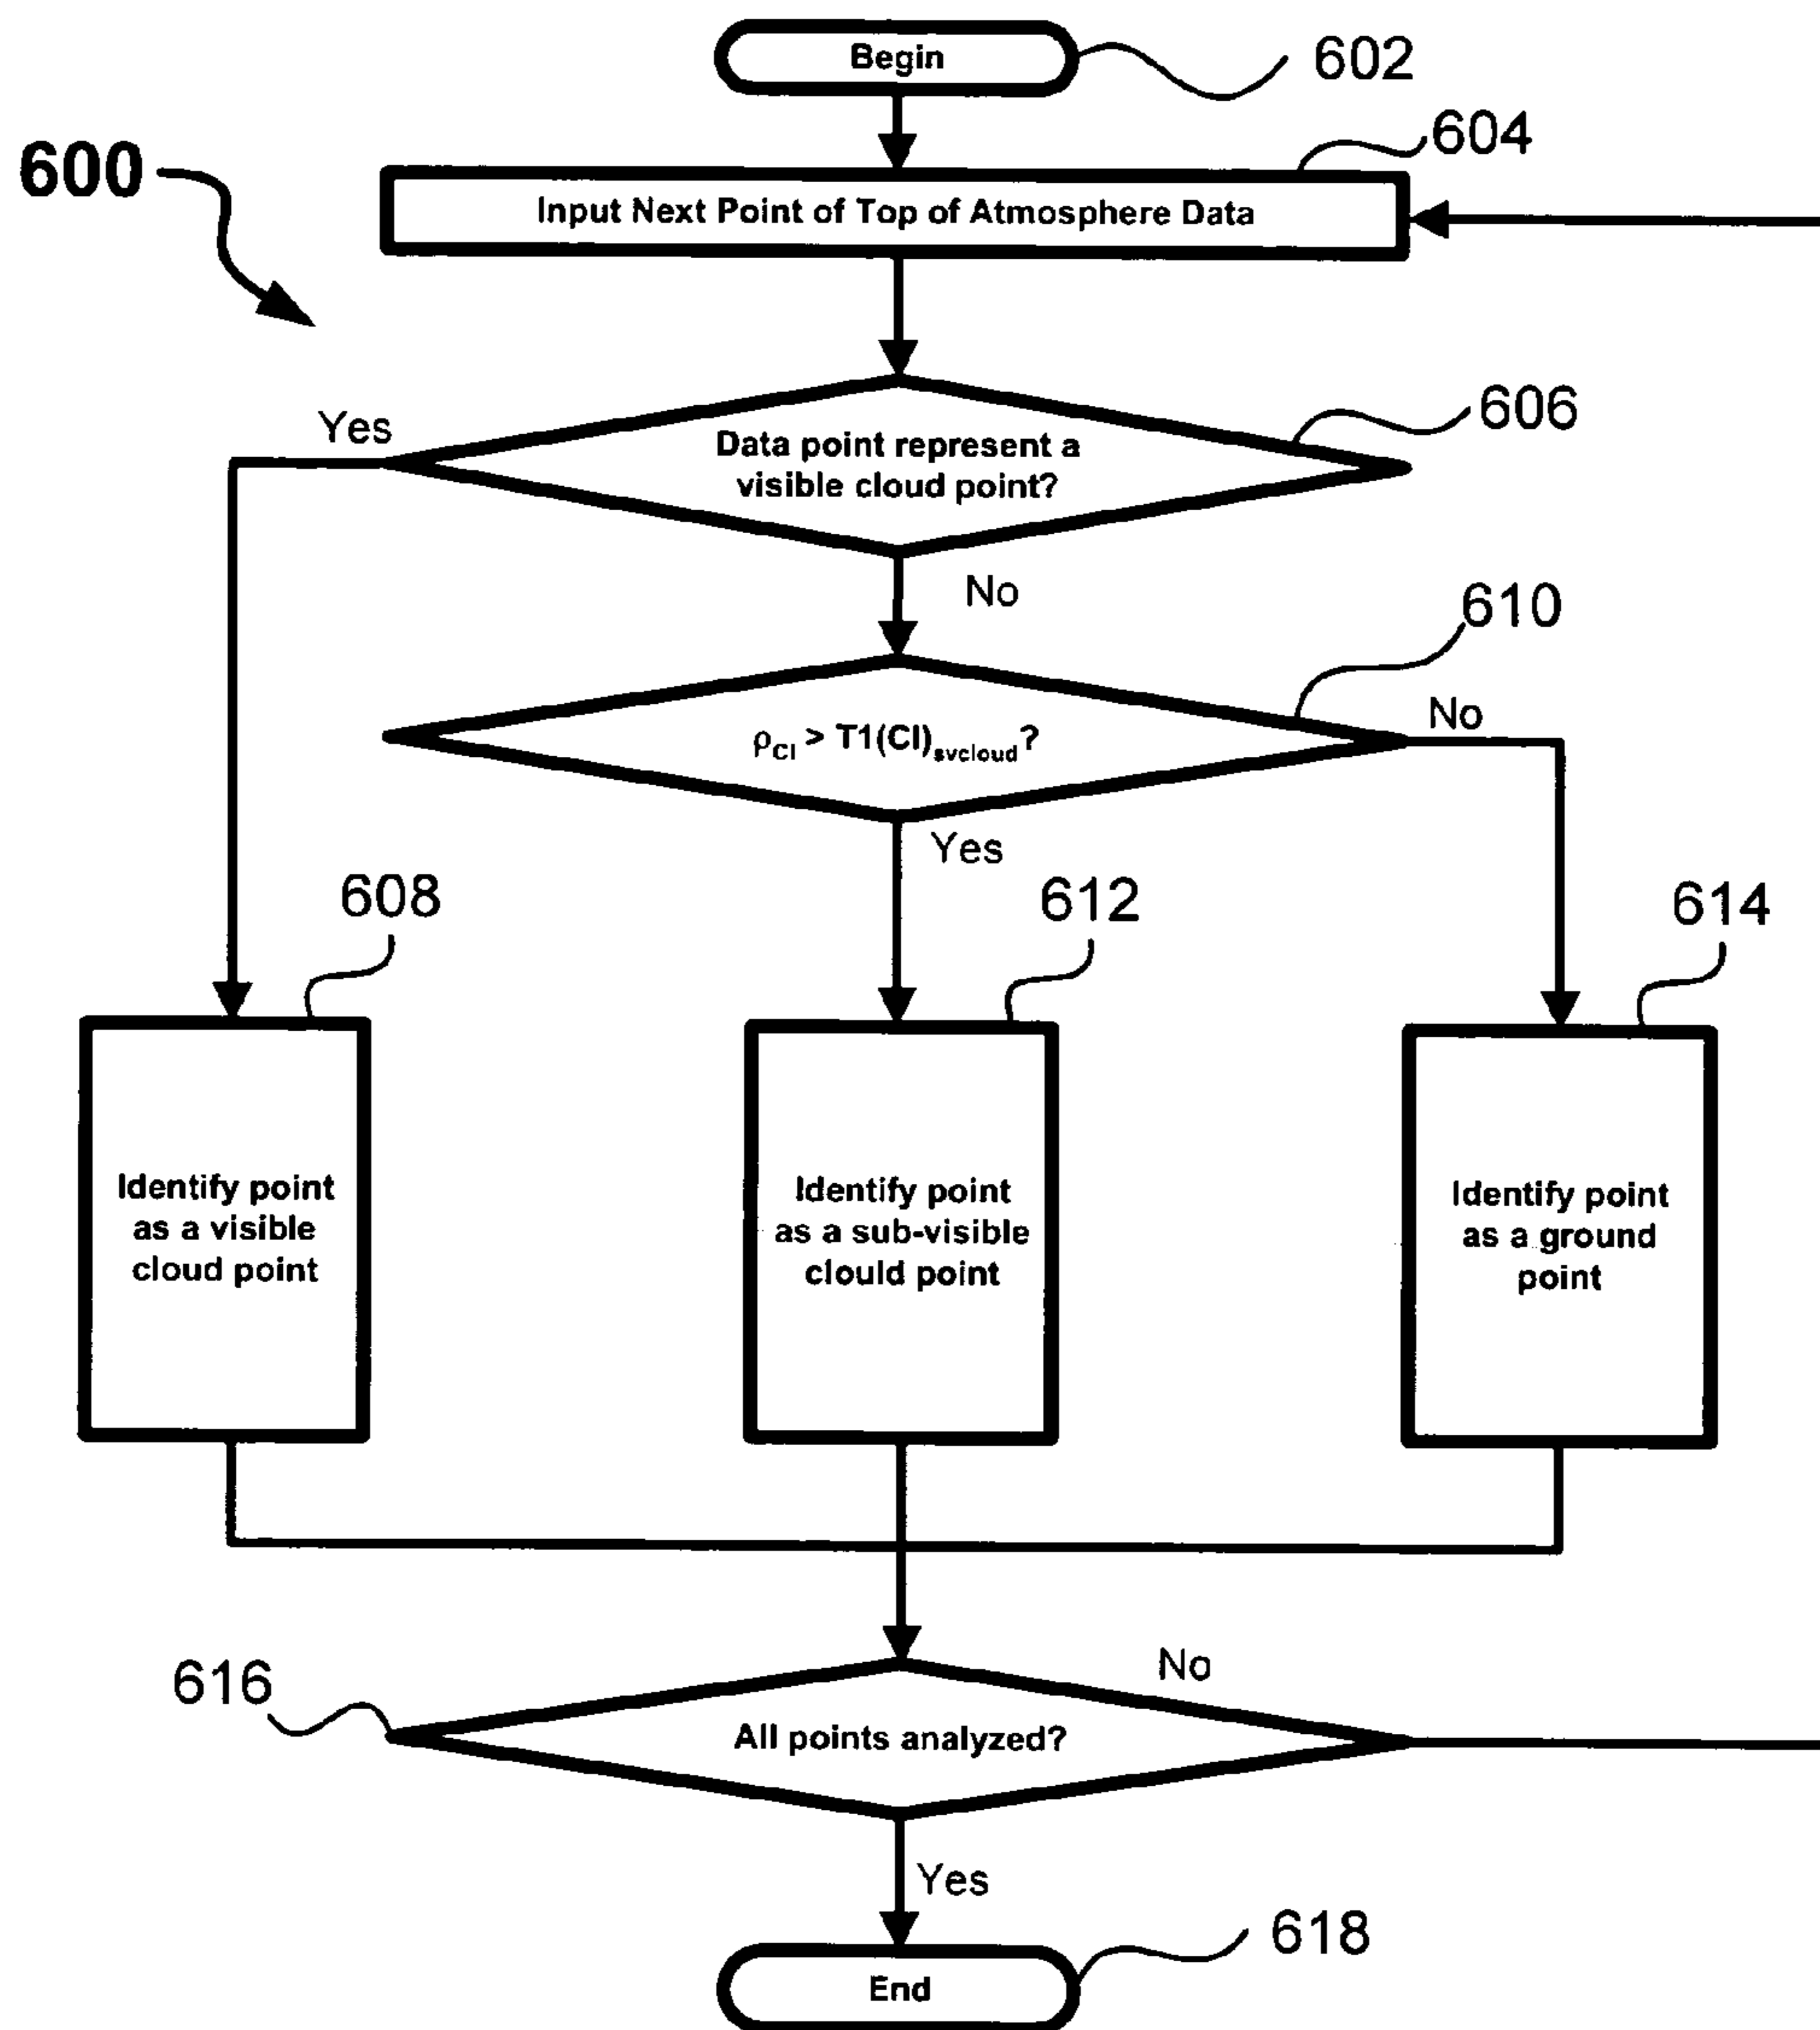 Begin
602
604
600
Input Next Point of Top of Atmosphere Data
606
Yes
Data point represent a
visible cloud point?
No
610
No
ρCI > T1(CI)svcloud?
Yes
608
612
614
Identify point
as a visible
cloud point
Identify point
as a sub-visible
clould point
Identify point
as a ground
point
616
No
All points analyzed?
Yes
618
End